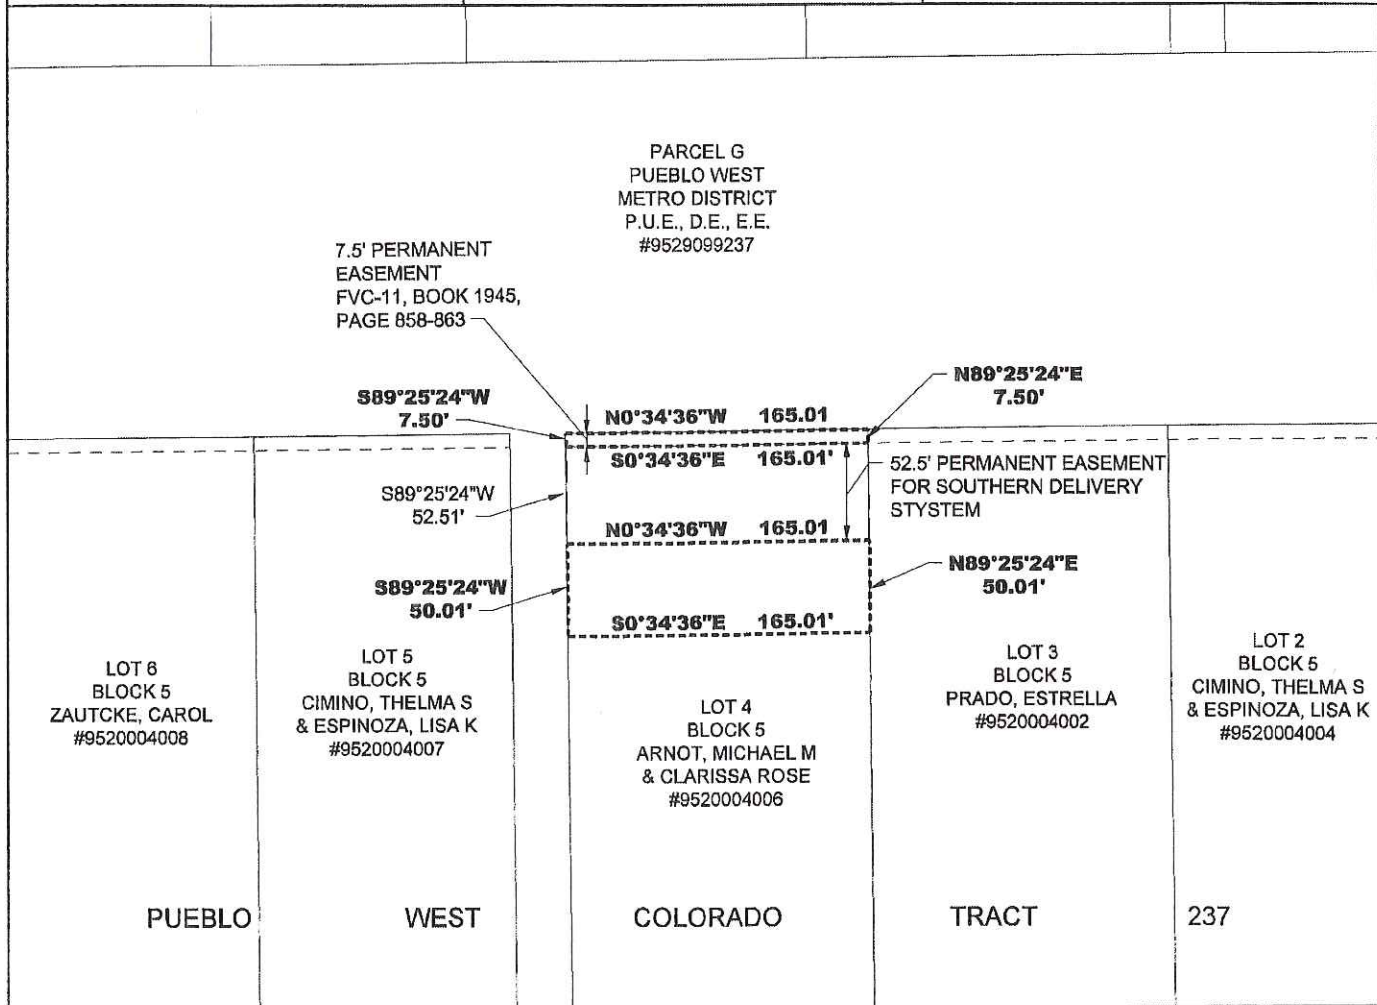 PARCEL G
PUEBLO WEST
METRO DISTRICT
P.U.E., D.E., E.E.
#9529099237
7.5' PERMANENT
EASEMENT
FVC-11, BOOK 1945,
PAGE 858-863
S89°25'24"W
7.50'
N0°34'36"W 165.01
N89°25'24"E
7.50'
S0°34'36"E 165.01'
52.5' PERMANENT EASEMENT
FOR SOUTHERN DELIVERY
STYSTEM
S89°25'24"W
52.51'
N0°34'36"W 165.01
S89°25'24"W
50.01'
N89°25'24"E
50.01'
S0°34'36"E 165.01'
LOT 6
BLOCK 5
ZAUTCKE, CAROL
#9520004008
LOT 5
BLOCK 5
CIMINO, THELMA S
& ESPINOZA, LISA K
#9520004007
LOT 4
BLOCK 5
ARNOT, MICHAEL M
& CLARISSA ROSE
#9520004006
LOT 3
BLOCK 5
PRADO, ESTRELLA
#9520004002
LOT 2
BLOCK 5
CIMINO, THELMA S
& ESPINOZA, LISA K
#9520004004
PUEBLO WEST COLORADO TRACT 237